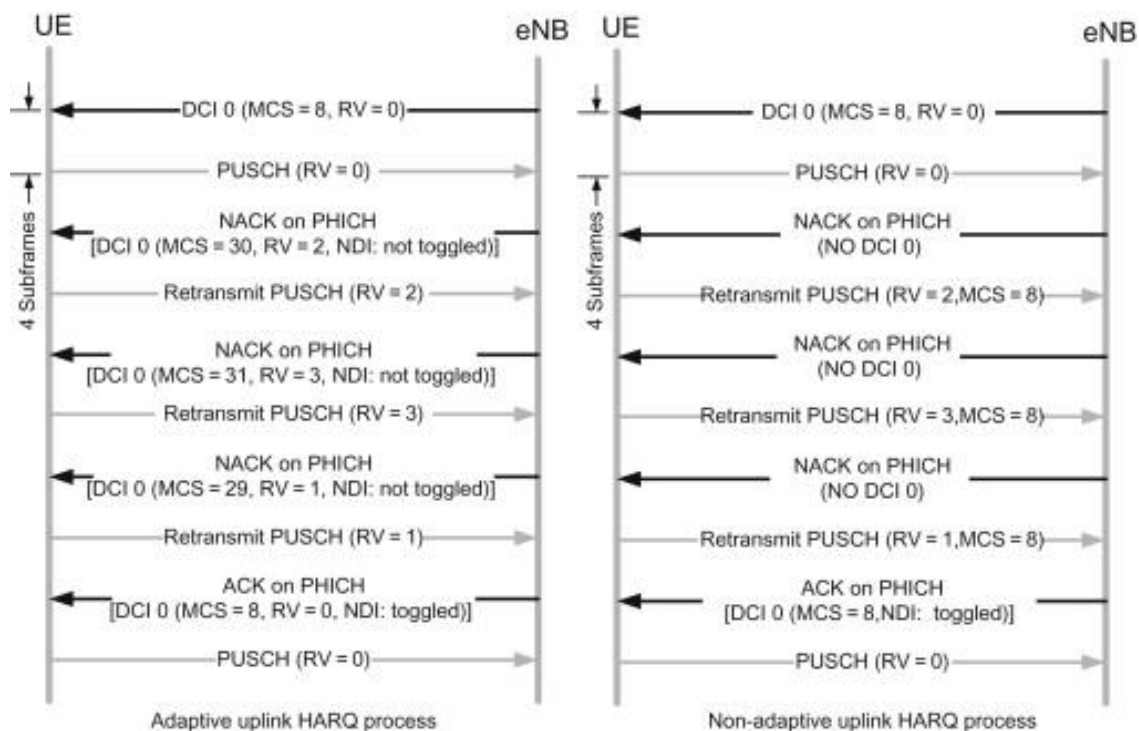 UE
eNB
DCI 0 (MCS = 8, RV = 0)
PUSCH (RV = 0)
NACK on PHICH
[DCI 0 (MCS = 30, RV = 2, NDI: not toggled)]
4 Subframes
Retransmit PUSCH (RV = 2)
NACK on PHICH
[DCI 0 (MCS = 31, RV = 3, NDI: not toggled)]
Retransmit PUSCH (RV = 3)
NACK on PHICH
[DCI 0 (MCS = 29, RV = 1, NDI: not toggled)]
Retransmit PUSCH (RV = 1)
ACK on PHICH
[DCI 0 (MCS = 8, RV = 0, NDI: toggled)]
PUSCH (RV = 0)
Adaptive uplink HARQ process
UE
eNB
DCI 0 (MCS = 8, RV = 0)
PUSCH (RV = 0)
NACK on PHICH
(NO DCI 0)
4 Subframes
Retransmit PUSCH (RV = 2,MCS = 8)
NACK on PHICH
(NO DCI 0)
Retransmit PUSCH (RV = 3,MCS = 8)
NACK on PHICH
(NO DCI 0)
Retransmit PUSCH (RV = 1,MCS = 8)
ACK on PHICH
[DCI 0 (MCS = 8,NDI: toggled)]
PUSCH (RV = 0)
Non-adaptive uplink HARQ process